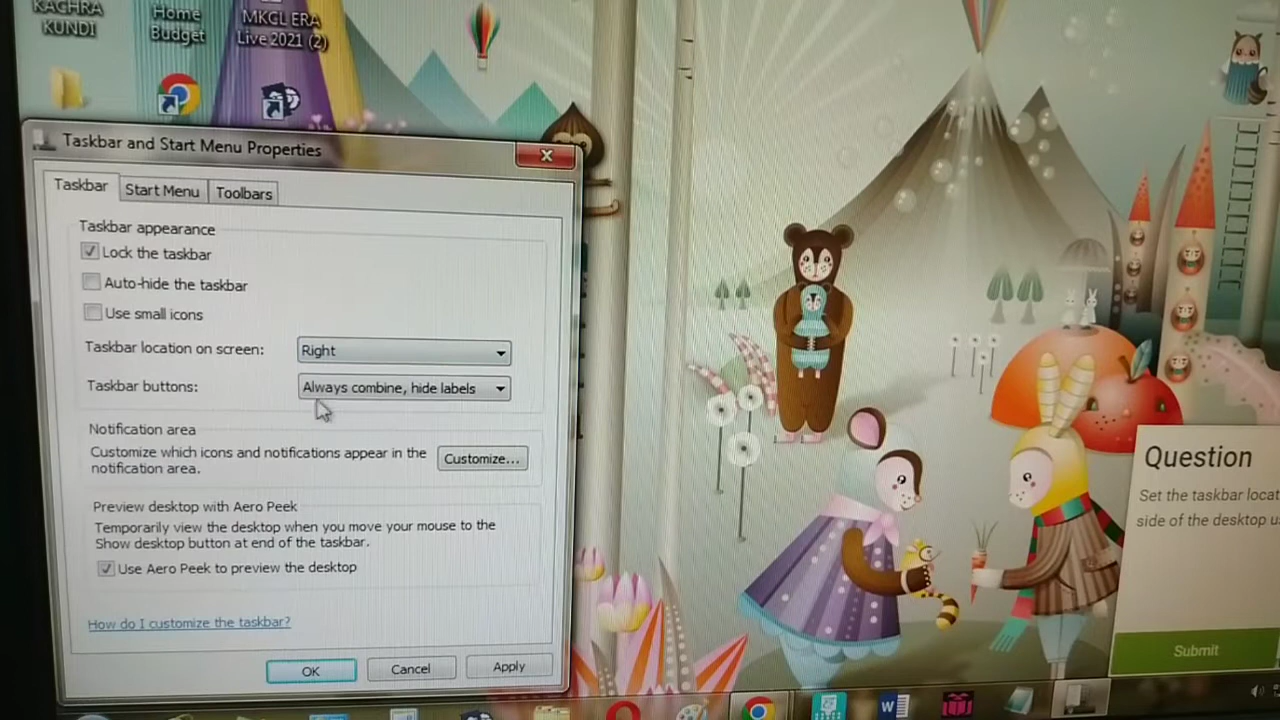 KACHRA
KUNDI
Home
Budget
MKCL ERA
Live 2021 (2)
Taskbar and Start Menu Properties
Taskbar
Start Menu
Toolbars
Taskbar appearance
Lock the taskbar
Auto-hide the taskbar
Use small icons
Taskbar location on screen:
Right
Taskbar buttons:
Always combine, hide labels
Notification area
Customize which icons and notifications appear in the
notification area.
Customize...
Preview desktop with Aero Peek
Temporarily view the desktop when you move your mouse to the
Show desktop button at end of the taskbar.
Use Aero Peek to preview the desktop
How do I customize the taskbar?
OK
Cancel
Apply
Question
Set the taskbar locat
side of the desktop u
Submit
W